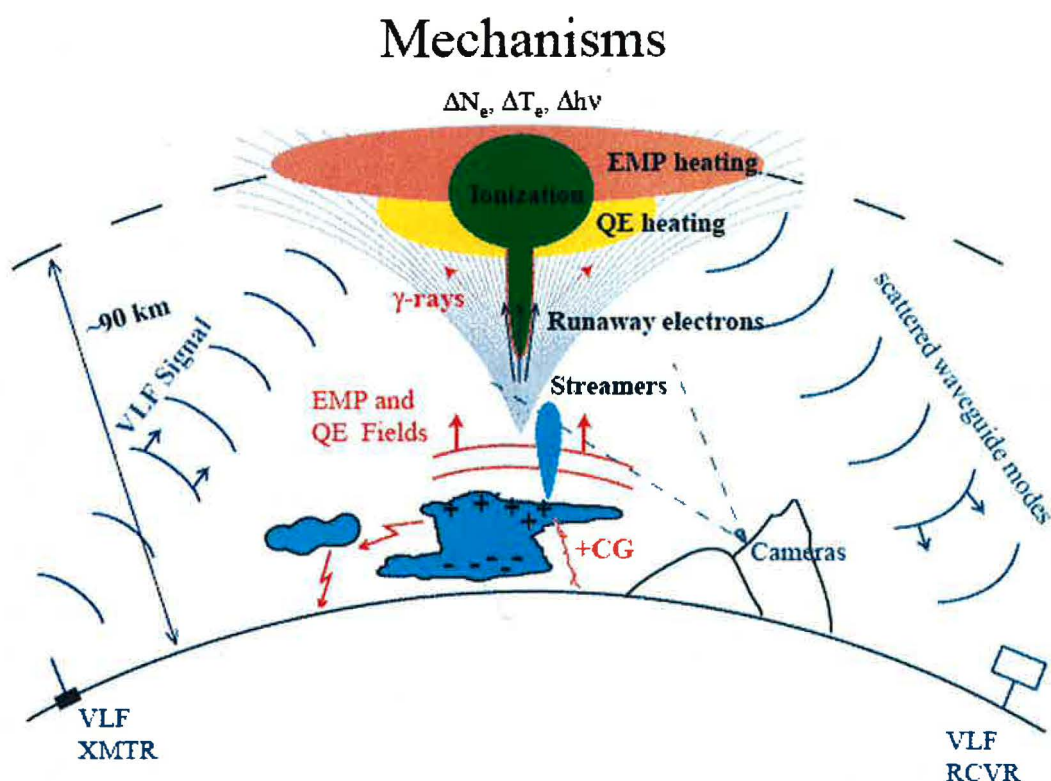 Mechanisms
ΔNₑ, ΔTₑ, Δhν
EMP heating
Ionization
QE heating
γ-rays
~90 km
Runaway electrons
VLF Signal
scattered waveguide modes
Streamers
EMP and
QE Fields
+ + + + + +
+CG
Cameras
- - - - -
VLF
XMTR
VLF
RCVR